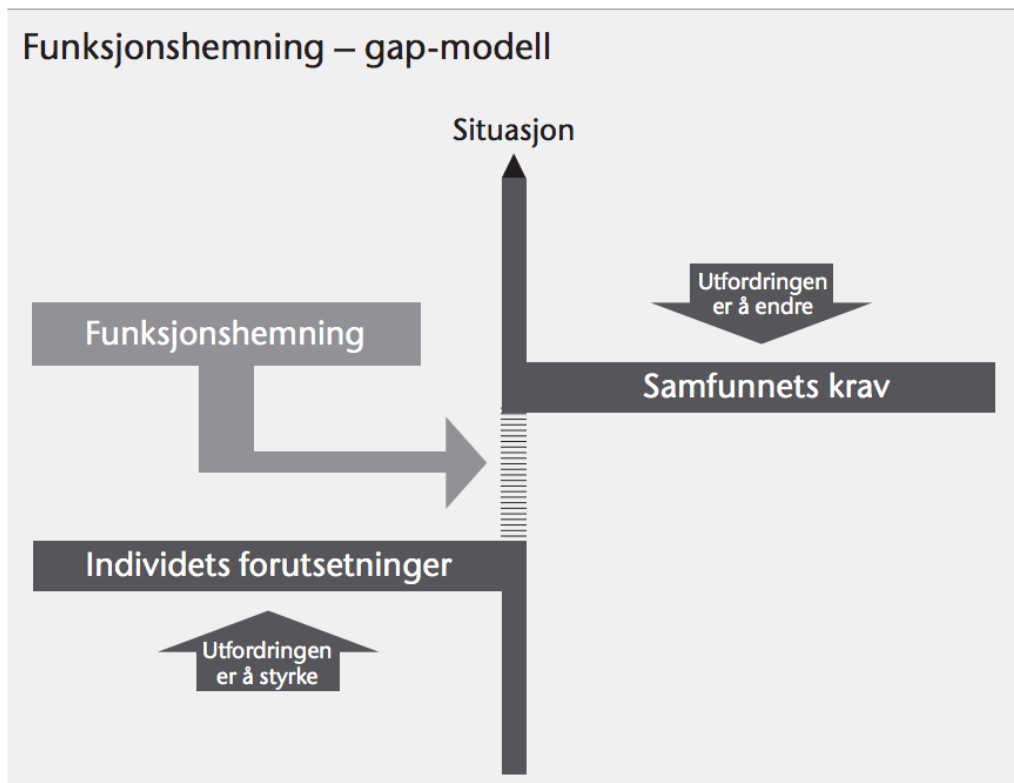 Funksjonshemning – gap-modell
Situasjon
Utfordringen
er å endre
Funksjonshemning
Samfunnets krav
Individets forutsetninger
Utfordringen
er å styrke